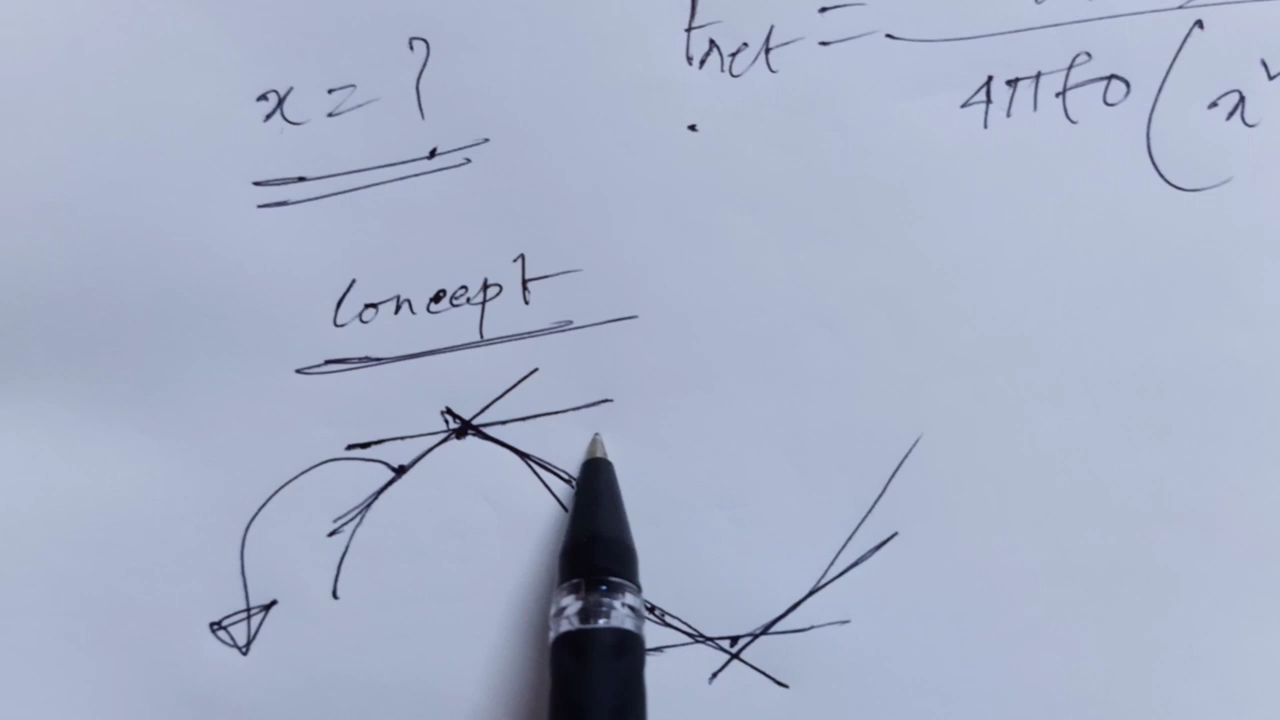 x = ?
Fnet =
4πε0 (x
Concept